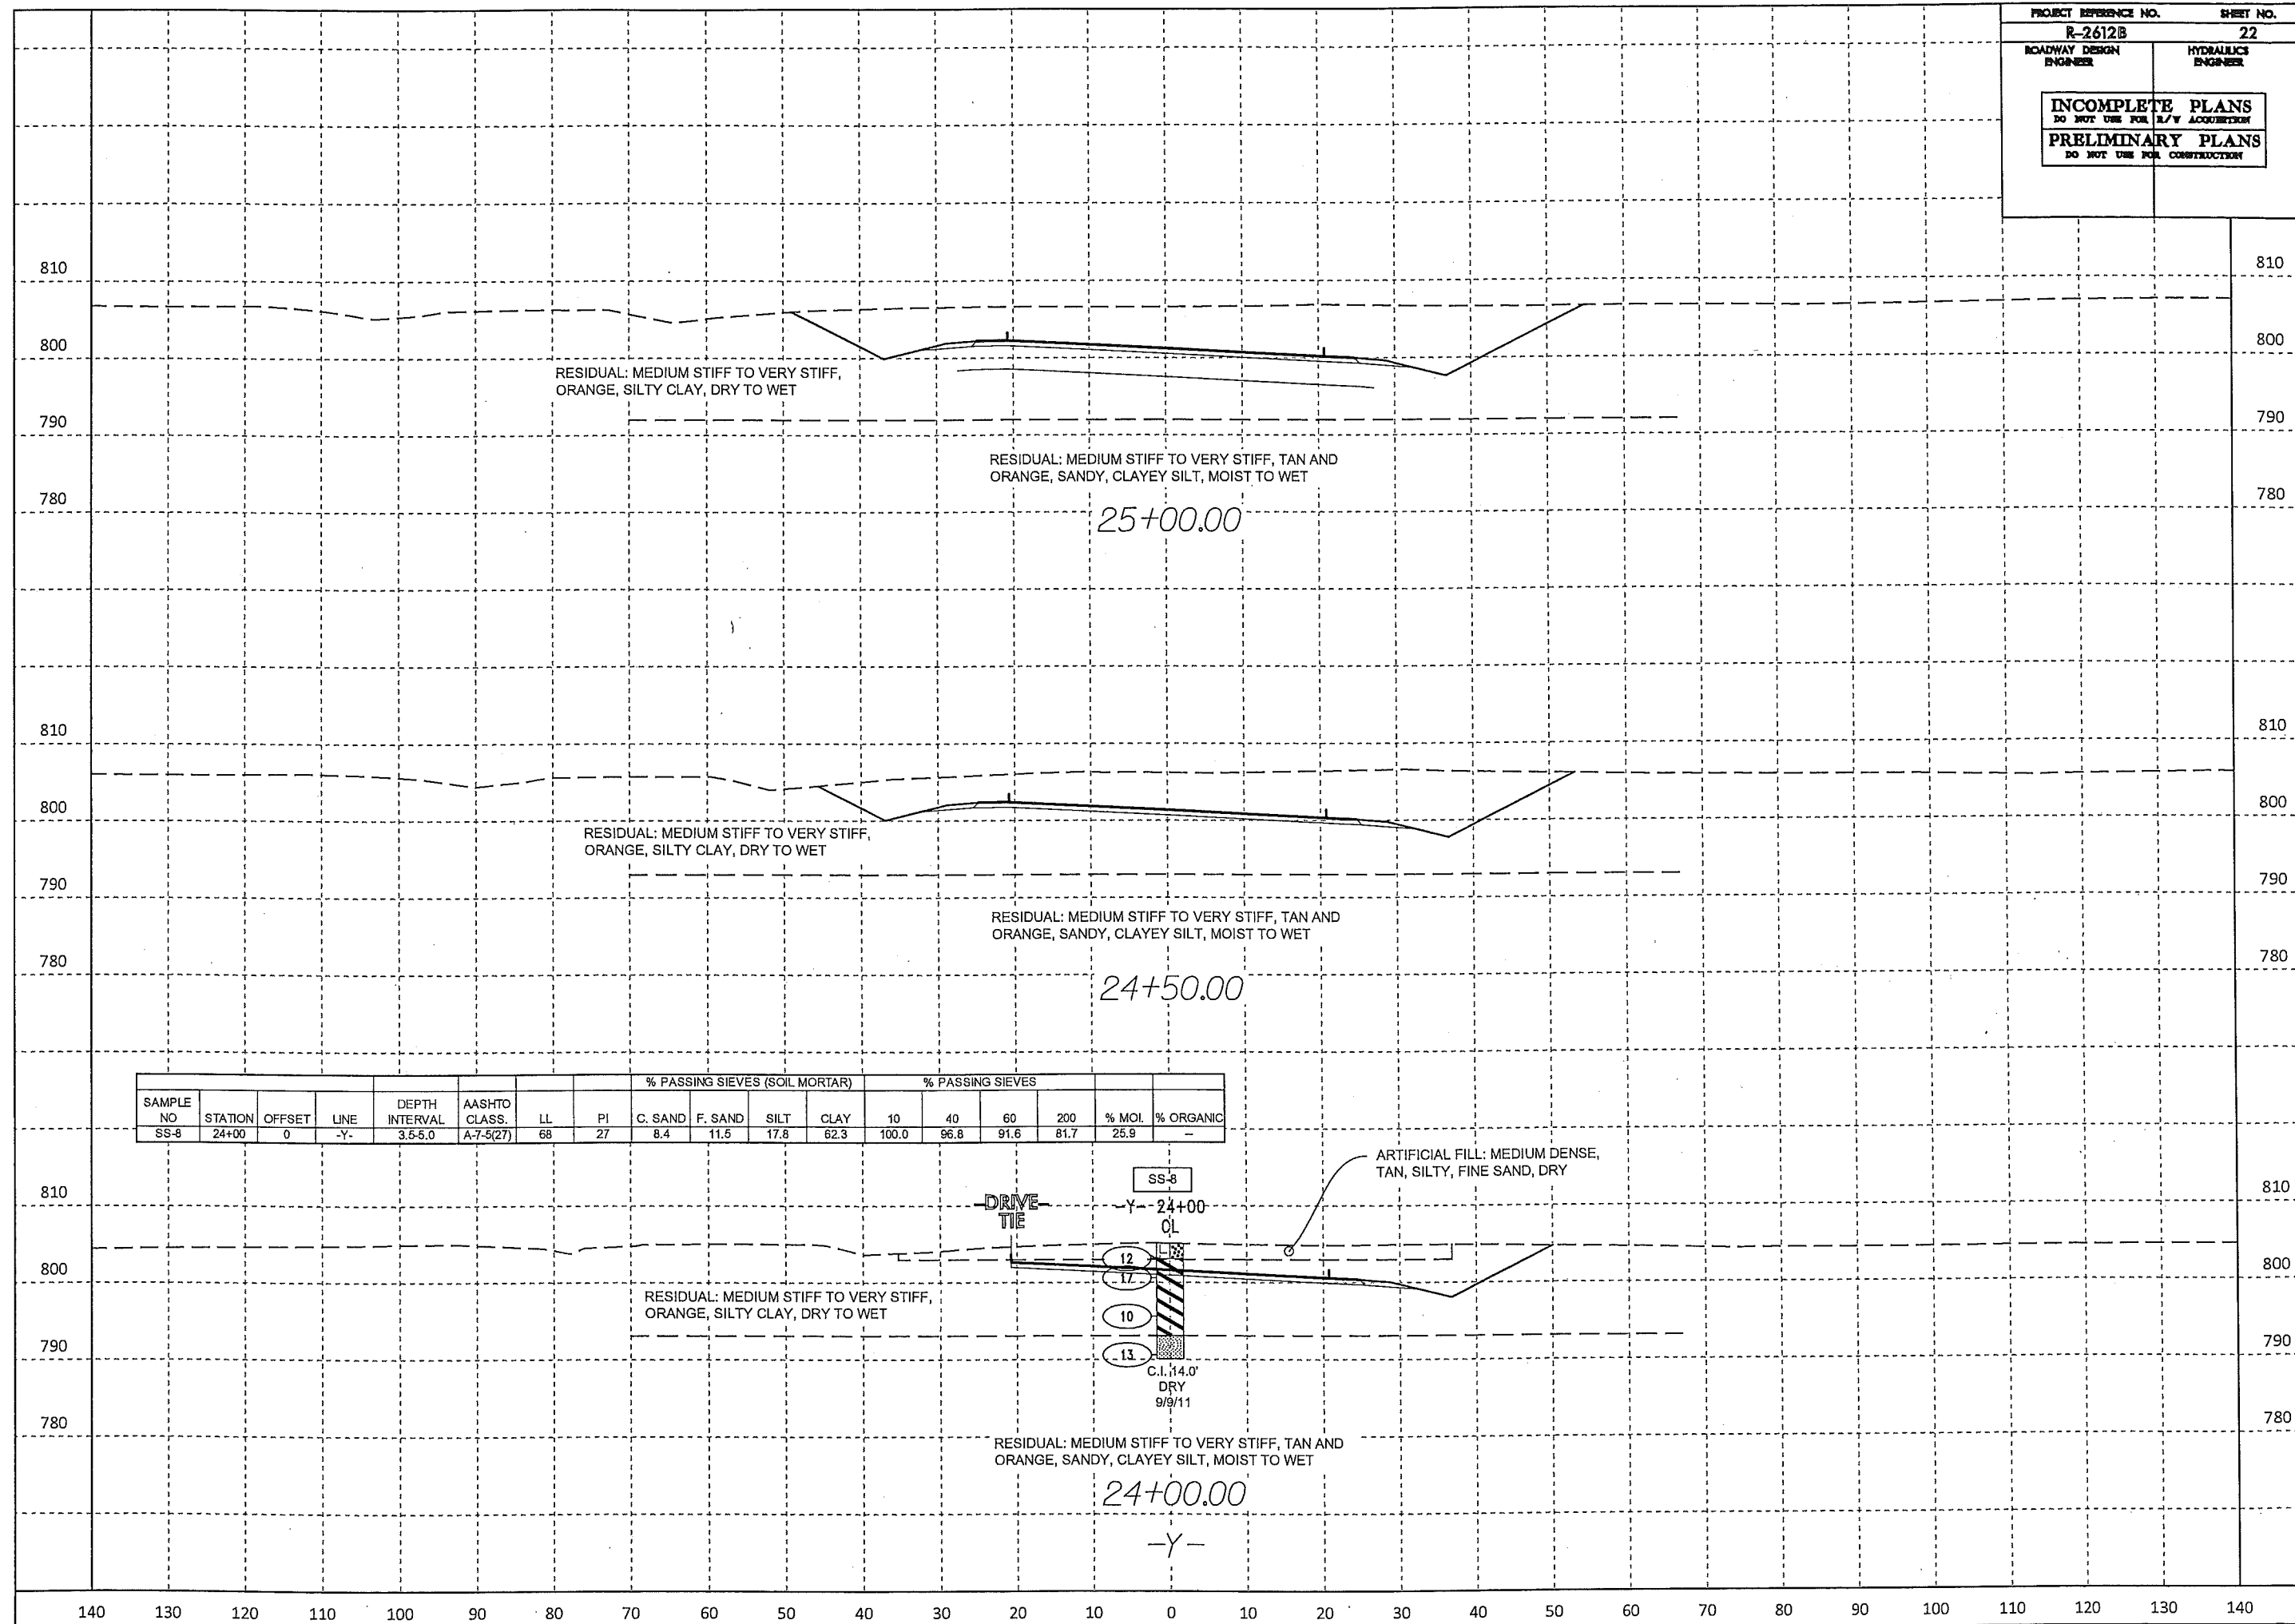 PROJECT REFERENCE NO. SHEET NO.
R-2612B 22
ROADWAY DESIGN ENGINEER HYDRAULICS ENGINEER
INCOMPLETE PLANS
DO NOT USE FOR R/W ACQUISITION
PRELIMINARY PLANS
DO NOT USE FOR CONSTRUCTION
810 810
800 800
RESIDUAL: MEDIUM STIFF TO VERY STIFF,
ORANGE, SILTY CLAY, DRY TO WET
790 790
RESIDUAL: MEDIUM STIFF TO VERY STIFF, TAN AND
ORANGE, SANDY, CLAYEY SILT, MOIST TO WET
780 780
25+00.00
810 810
800 800
RESIDUAL: MEDIUM STIFF TO VERY STIFF,
ORANGE, SILTY CLAY, DRY TO WET
790 790
RESIDUAL: MEDIUM STIFF TO VERY STIFF, TAN AND
ORANGE, SANDY, CLAYEY SILT, MOIST TO WET
780 780
24+50.00
% PASSING SIEVES (SOIL MORTAR) % PASSING SIEVES
SAMPLE NO STATION OFFSET LINE DEPTH INTERVAL AASHTO CLASS. LL PI C. SAND F. SAND SILT CLAY 10 40 60 200 % MOI. % ORGANIC
SS-8 24+00 0 -Y- 3.5-5.0 A-7-5(27) 68 27 8.4 11.5 17.8 62.3 100.0 96.8 91.6 81.7 25.9 –
ARTIFICIAL FILL: MEDIUM DENSE,
TAN, SILTY, FINE SAND, DRY
SS-8
810 810
-DRIVE-
TIE
-Y- 24+00
CL
12
800 800
17
RESIDUAL: MEDIUM STIFF TO VERY STIFF,
ORANGE, SILTY CLAY, DRY TO WET
10
790 790
13
C.I. 14.0'
DRY
9/9/11
780 780
RESIDUAL: MEDIUM STIFF TO VERY STIFF, TAN AND
ORANGE, SANDY, CLAYEY SILT, MOIST TO WET
24+00.00
-Y-
140 130 120 110 100 90 80 70 60 50 40 30 20 10 0 10 20 30 40 50 60 70 80 90 100 110 120 130 140